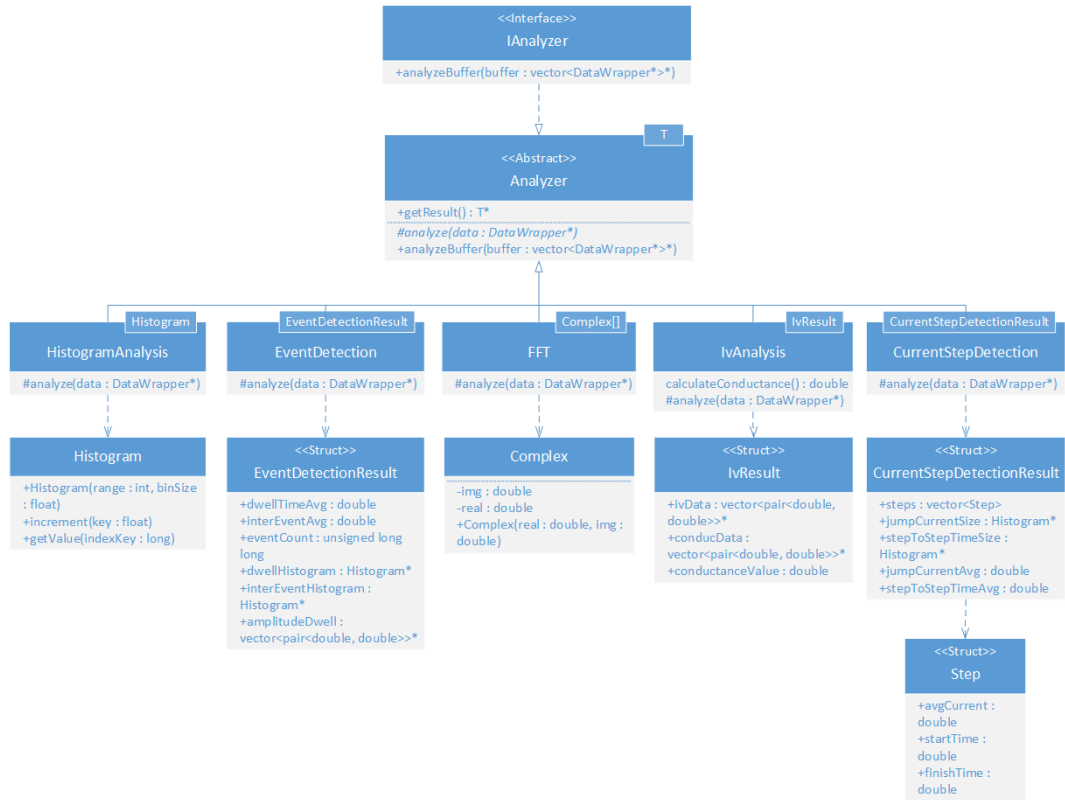 <<Interface>>
IAnalyzer
+analyzeBuffer(buffer : vector<DataWrapper*>*)
T
<<Abstract>>
Analyzer
+getResult() : T*
#analyze(data : DataWrapper*)
+analyzeBuffer(buffer : vector<DataWrapper*>*)
Histogram
HistogramAnalysis
#analyze(data : DataWrapper*)
EventDetectionResult
EventDetection
#analyze(data : DataWrapper*)
Complex[]
FFT
#analyze(data : DataWrapper*)
IvResult
IvAnalysis
calculateConductance() : double
#analyze(data : DataWrapper*)
CurrentStepDetectionResult
CurrentStepDetection
#analyze(data : DataWrapper*)
Histogram
+Histogram(range : int, binSize
: float)
+increment(key : float)
+getValue(indexKey : long)
<<Struct>>
EventDetectionResult
+dwellTimeAvg : double
+interEventAvg : double
+eventCount : unsigned long
long
+dwellHistogram : Histogram*
+interEventHistogram :
Histogram*
+amplitudeDwell :
vector<pair<double, double>>*
Complex
-img : double
-real : double
+Complex(real : double, img :
double)
<<Struct>>
IvResult
+ivData : vector<pair<double,
double>>*
+conducData :
vector<pair<double, double>>*
+conductanceValue : double
<<Struct>>
CurrentStepDetectionResult
+steps : vector<Step>
+jumpCurrentSize : Histogram*
+stepToStepTimeSize :
Histogram*
+jumpCurrentAvg : double
+stepToStepTimeAvg : double
<<Struct>>
Step
+avgCurrent :
double
+startTime :
double
+finishTime :
double